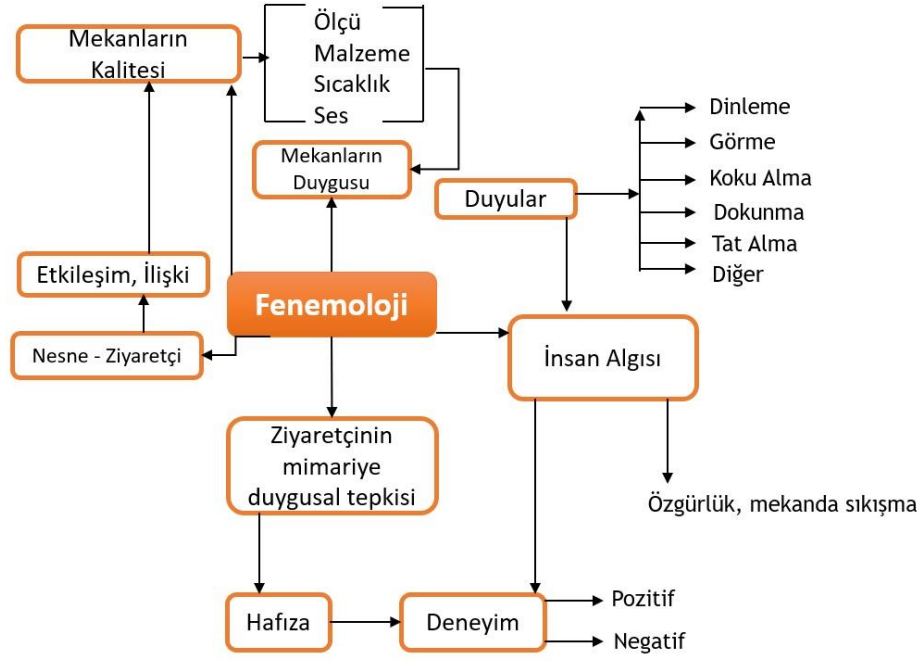 Mekanların
Kalitesi
Ölçü
Malzeme
Sıcaklık
Ses
Mekanların
Duygusu
Duyular
Dinleme
Görme
Koku Alma
Dokunma
Tat Alma
Diğer
Etkileşim, İlişki
Fenemoloji
Nesne - Ziyaretçi
İnsan Algısı
Ziyaretçinin
mimariye
duygusal tepkisi
Özgürlük, mekanda sıkışma
Hafıza
Deneyim
Pozitif
Negatif